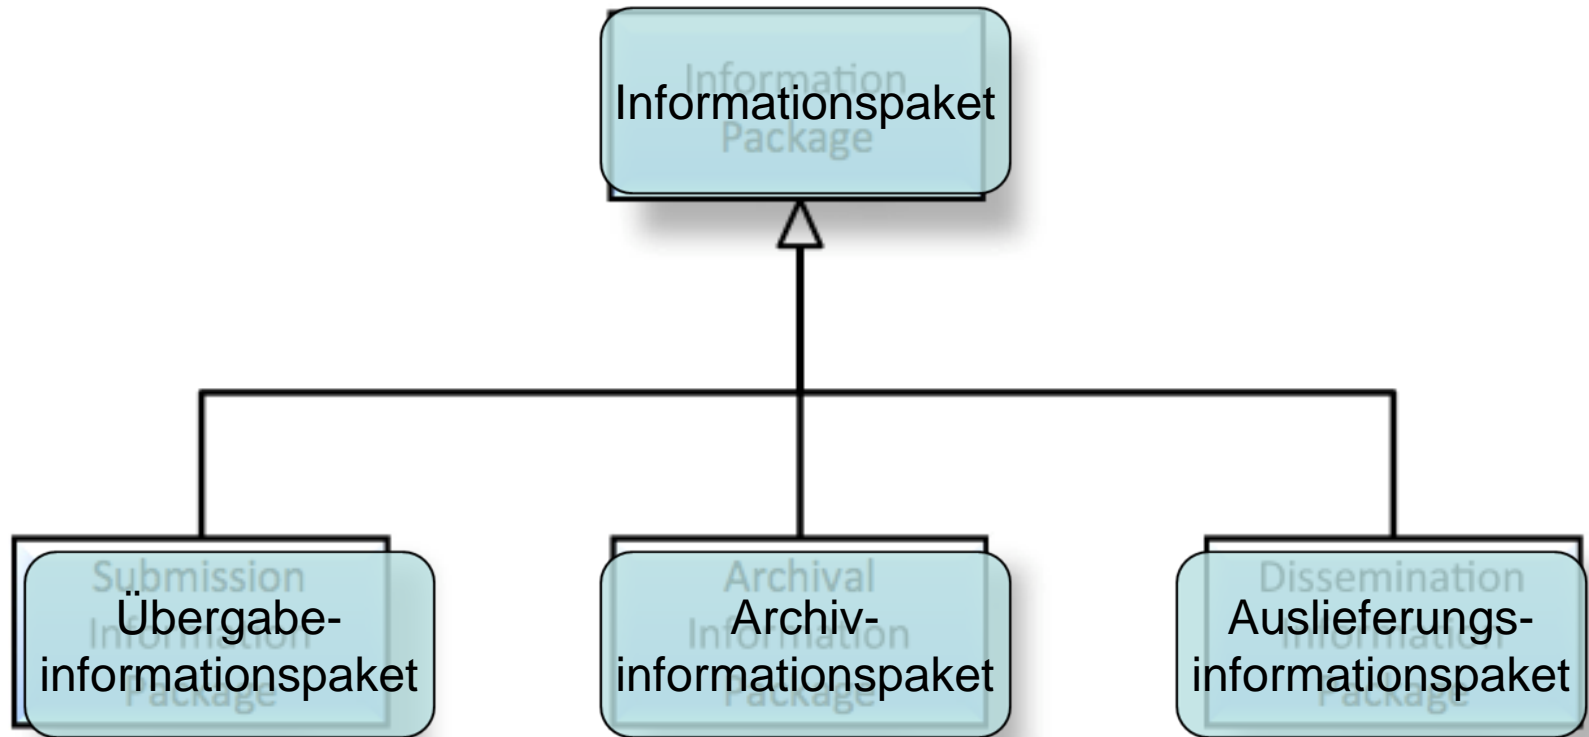 Information
Informationspaket
Package
Submission
Übergabe-
Information
informationspaket
Package
Archival
Archiv-
Information
informationspaket
Package
Dissemination
Auslieferungs-
Information
informationspaket
Package